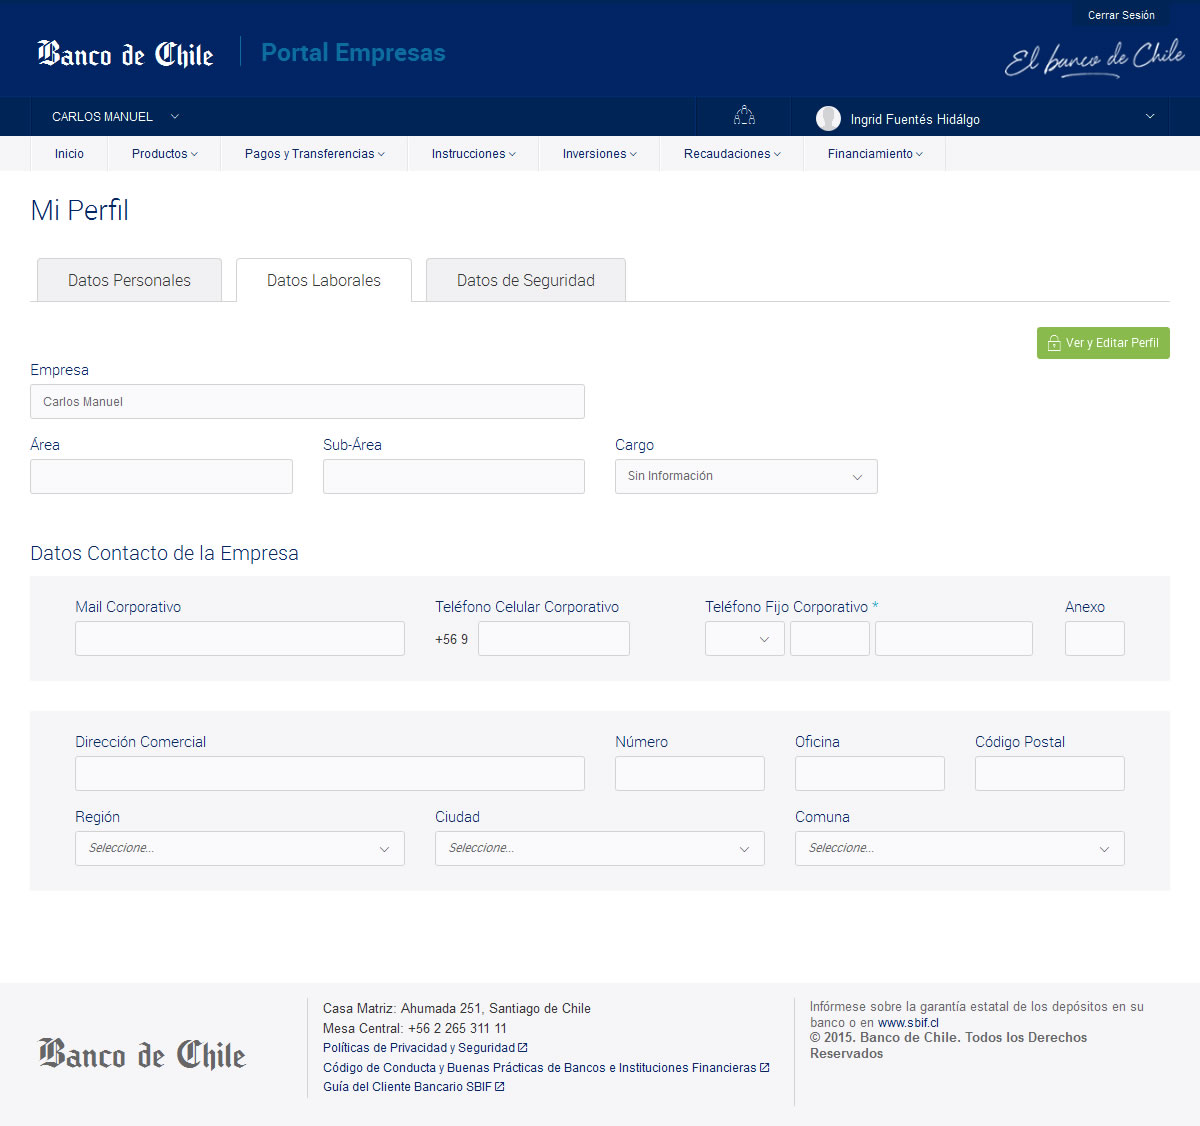 Cerrar Sesión
Banco de Chile
Portal Empresas
El banco de Chile
CARLOS MANUEL
Ingrid Fuentés Hidálgo
Inicio Productos Pagos y Transferencias Instrucciones Inversiones Recaudaciones Financiamiento
Mi Perfil
Datos Personales Datos Laborales Datos de Seguridad
Ver y Editar Perfil
Empresa
Carlos Manuel
Área Sub-Área Cargo
Sin Información
Datos Contacto de la Empresa
Mail Corporativo Teléfono Celular Corporativo Teléfono Fijo Corporativo * Anexo
+56 9
Dirección Comercial Número Oficina Código Postal
Región Ciudad Comuna
Seleccione... Seleccione... Seleccione...
Banco de Chile
Casa Matriz: Ahumada 251, Santiago de Chile
Mesa Central: +56 2 265 311 11
Políticas de Privacidad y Seguridad
Código de Conducta y Buenas Prácticas de Bancos e Instituciones Financieras
Guía del Cliente Bancario SBIF
Infórmese sobre la garantía estatal de los depósitos en su
banco o en www.sbif.cl
© 2015. Banco de Chile. Todos los Derechos
Reservados